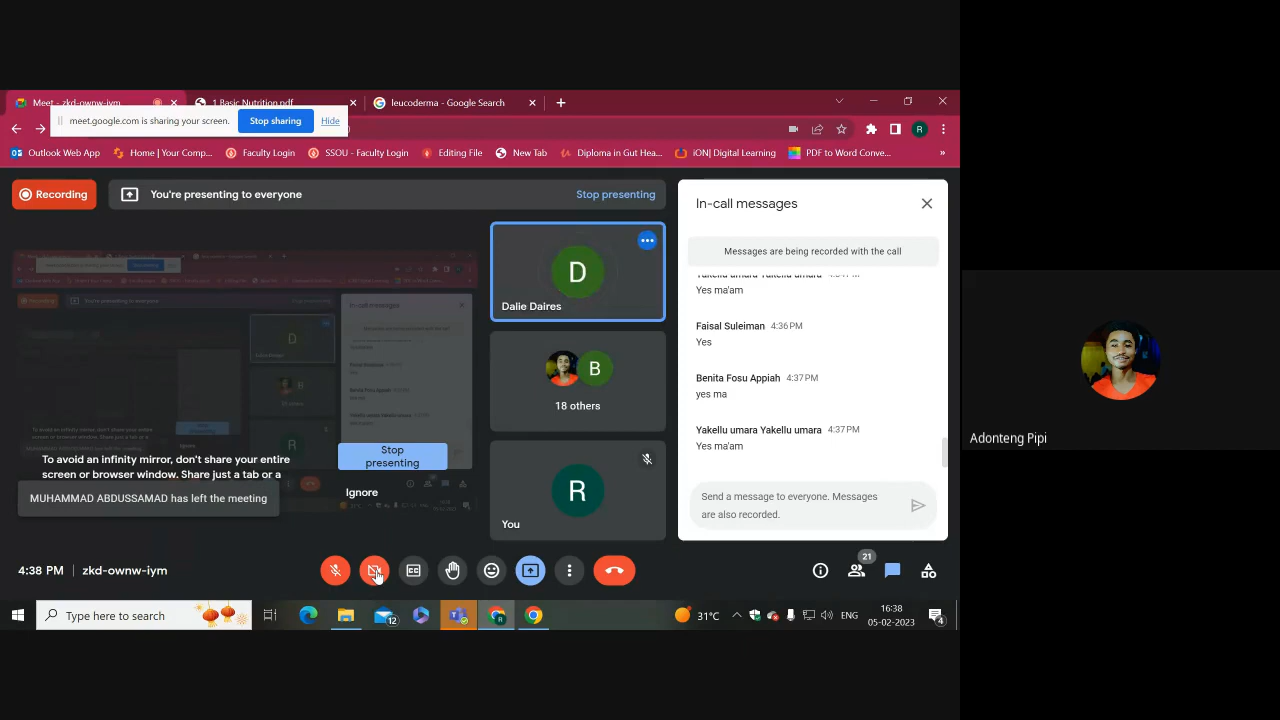 Meet - zkd-ownw-iym
1 Basic Nutrition.pdf
leucoderma - Google Search
meet.google.com is sharing your screen.
Stop sharing
Hide
R
Outlook Web App
Home | Your Comp...
Faculty Login
SSOU - Faculty Login
Editing File
New Tab
Diploma in Gut Hea...
iON| Digital Learning
PDF to Word Conve...
»
Recording
You're presenting to everyone
Stop presenting
D
Dalie Daires
B
18 others
R
You
To avoid an infinity mirror, don't share your entire
screen or browser window. Share just a tab or a
Stop
presenting
Ignore
MUHAMMAD ABDUSSAMAD has left the meeting
In-call messages
Messages are being recorded with the call
Yakellu umara Yakellu umara
Yes ma'am
Faisal Suleiman 4:36 PM
Yes
Benita Fosu Appiah 4:37 PM
yes ma
Yakellu umara Yakellu umara 4:37 PM
Yes ma'am
Send a message to everyone. Messages
are also recorded.
Adonteng Pipi
4:38 PM | zkd-ownw-iym
CC
21
Type here to search
12
31°C
ENG
16:38
05-02-2023
4